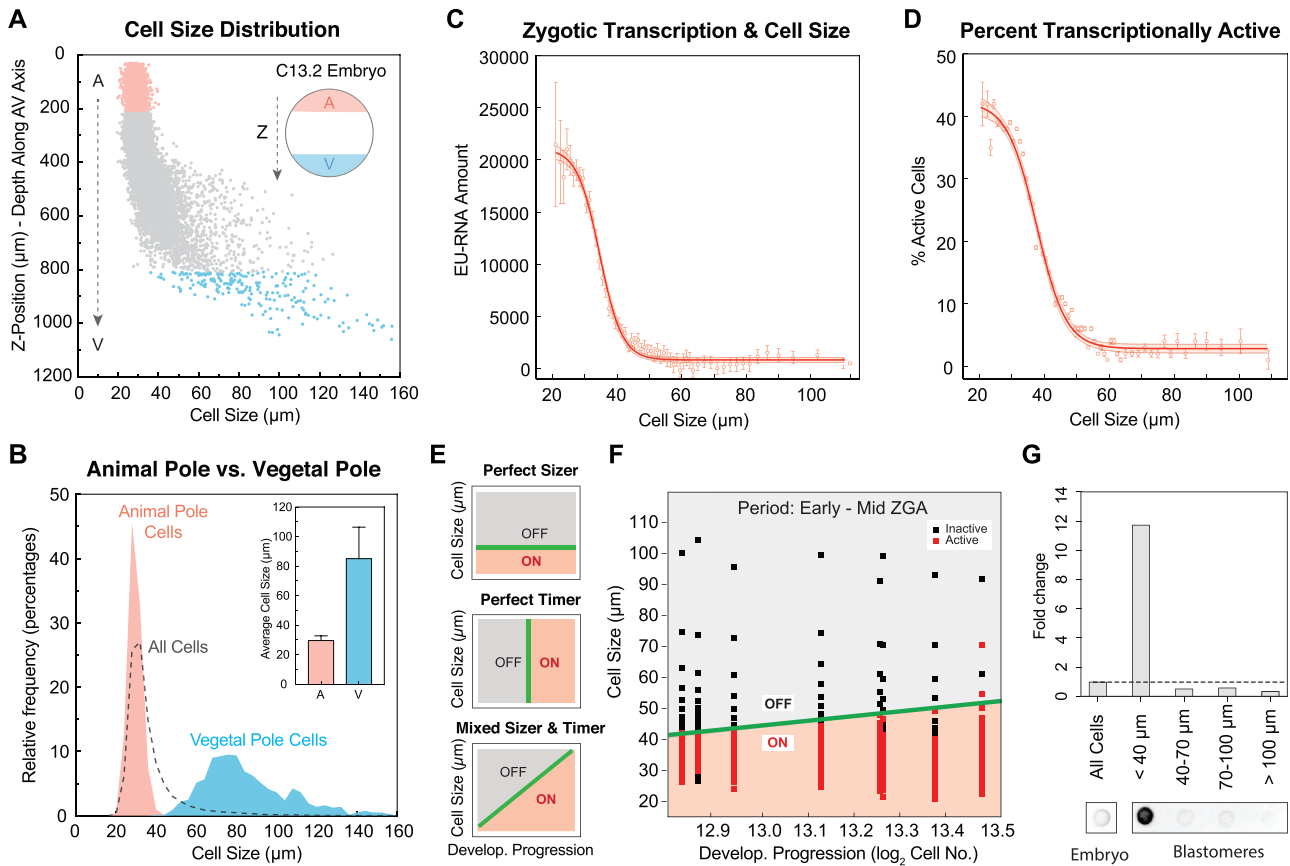 A
Cell Size Distribution
Z-Position (µm) - Depth Along AV Axis
0
200
400
600
800
1000
1200
A
V
C13.2 Embryo
Z
A
V
0
20
40
60
80
100
120
140
160
Cell Size (µm)
C
Zygotic Transcription & Cell Size
EU-RNA Amount
30000
25000
20000
15000
10000
5000
0
20
40
60
80
100
Cell Size (µm)
D
Percent Transcriptionally Active
% Active Cells
50
40
30
20
10
0
20
40
60
80
100
Cell Size (µm)
B
Animal Pole vs. Vegetal Pole
Relative frequency (percentages)
50
45
40
35
30
20
10
0
Animal Pole
Cells
All Cells
Vegetal Pole Cells
Average Cell Size (µm)
120
100
80
60
40
20
0
A
V
0
20
40
60
80
100
120
140
160
Cell Size (µm)
E
Perfect Sizer
Cell Size (µm)
OFF
ON
Perfect Timer
Cell Size (µm)
OFF
ON
Mixed Sizer & Timer
Cell Size (µm)
OFF
ON
Develop. Progression
F
Period: Early - Mid ZGA
Inactive
Active
Cell Size (µm)
110
100
90
80
70
60
50
40
30
20
OFF
ON
12.9
13.0
13.1
13.2
13.3
13.4
13.5
Develop. Progression (log2 Cell No.)
G
Fold change
14
12
10
8
6
4
2
0
All Cells
< 40 µm
40-70 µm
70-100 µm
> 100 µm
Embryo
Blastomeres